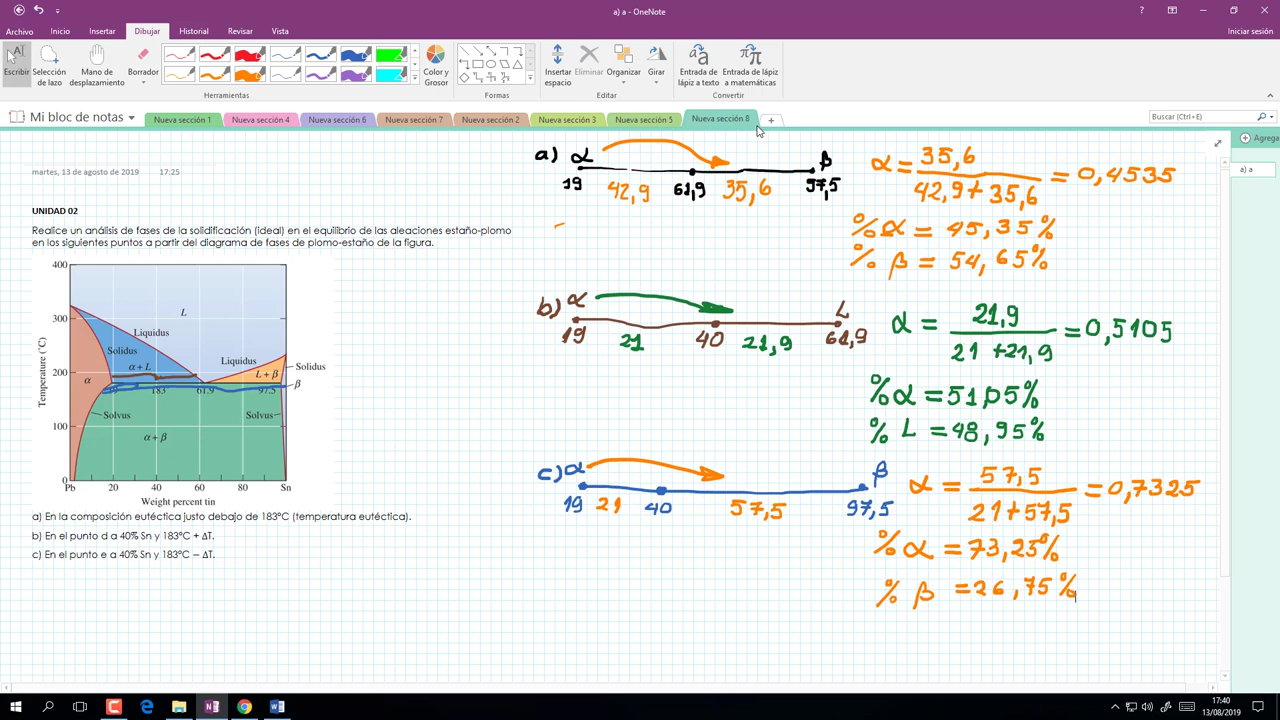 a) a - OneNote
Iniciar sesión
Archivo Inicio Insertar Dibujar Historial Revisar Vista
Escribir
Selección de lazo
Mano de desplazamiento
Borrador
Color y Grosor
Insertar espacio
Eliminar
Organizar
Girar
Entrada de lápiz a texto
Entrada de lápiz a matemáticas
Herramientas Formas Editar Convertir
Mi bloc de notas
Nueva sección 1 Nueva sección 4 Nueva sección 6 Nueva sección 7 Nueva sección 2 Nueva sección 3 Nueva sección 5 Nueva sección 8
Buscar (Ctrl+E)
Agrega
a) a
martes, 13 de agosto de 2019 17:25
UNIDAD 02
Realice un análisis de fases de la solidificación (ideal) en el equilibrio de las aleaciones estaño-plomo
en los siguientes puntos a partir del diagrama de fases de plomo-estaño de la figura.
400
300
200
100
0
Temperature (°C)
L
Liquidus
Solidus
α + L
Liquidus
Solidus
L + β
α
β
183
61.9
97.5
Solvus
Solvus
α + β
Pb 20 40 60 80 Sn
Weight percent tin
a) En la composición eutéctica justo debajo de 183°C (temperatura eutéctica).
b) En el punto d a 40% Sn y 183°C + ΔT.
c) En el punto e a 40% Sn y 183°C − ΔT.
a) α β
19 42,9 61,9 35,6 97,5
α = 35,6 / 42,9 + 35,6 = 0,4535
% α = 45,35%
% β = 54,65%
b) α L
19 21 40 21,9 61,9
α = 21,9 / 21 + 21,9 = 0,5105
% α = 51,05%
% L = 48,95%
c) α β
19 21 40 57,5 97,5
α = 57,5 / 21 + 57,5 = 0,7325
% α = 73,25%
% β = 26,75%
17:40
13/08/2019